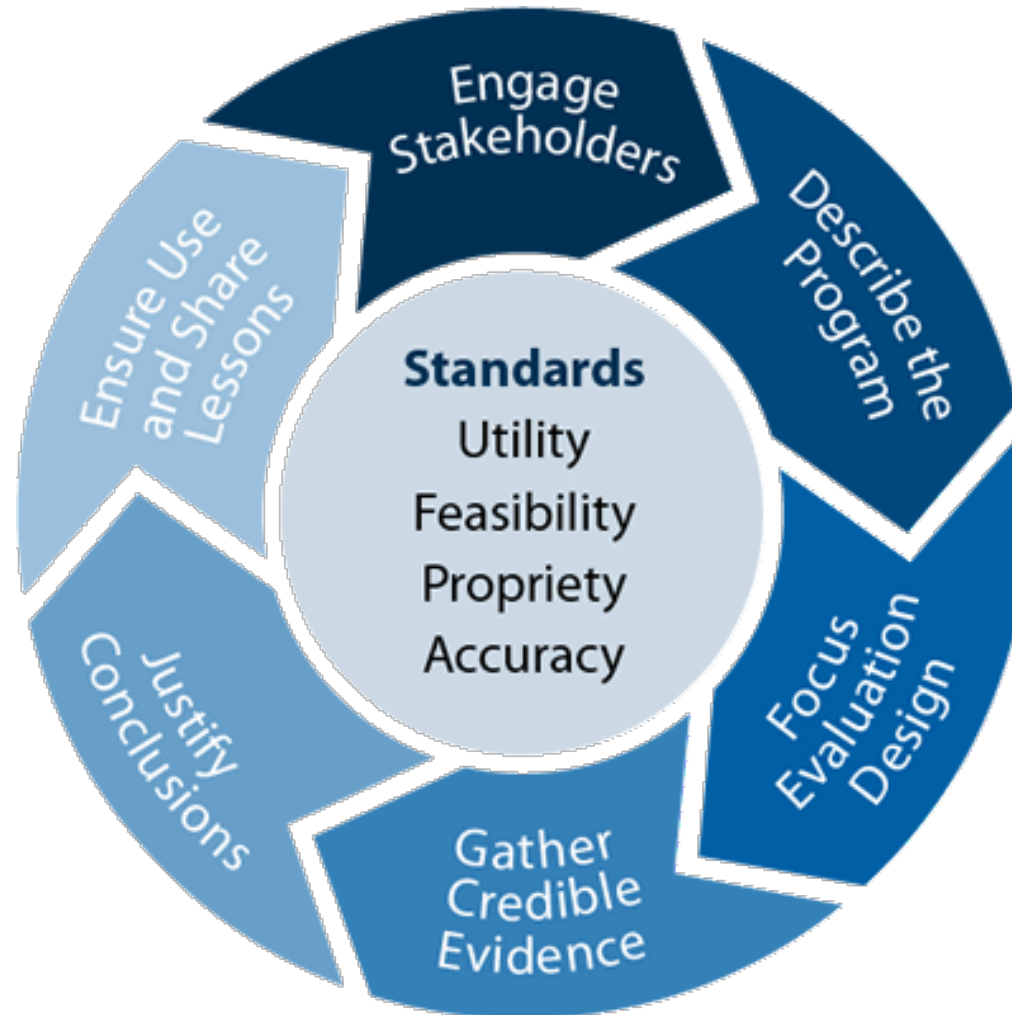 Engage
Stakeholders
Describe the
Program
Focus
Evaluation
Design
Gather
Credible
Evidence
Justify
Conclusions
Ensure Use
and Share
Lessons
Standards
Utility
Feasibility
Propriety
Accuracy